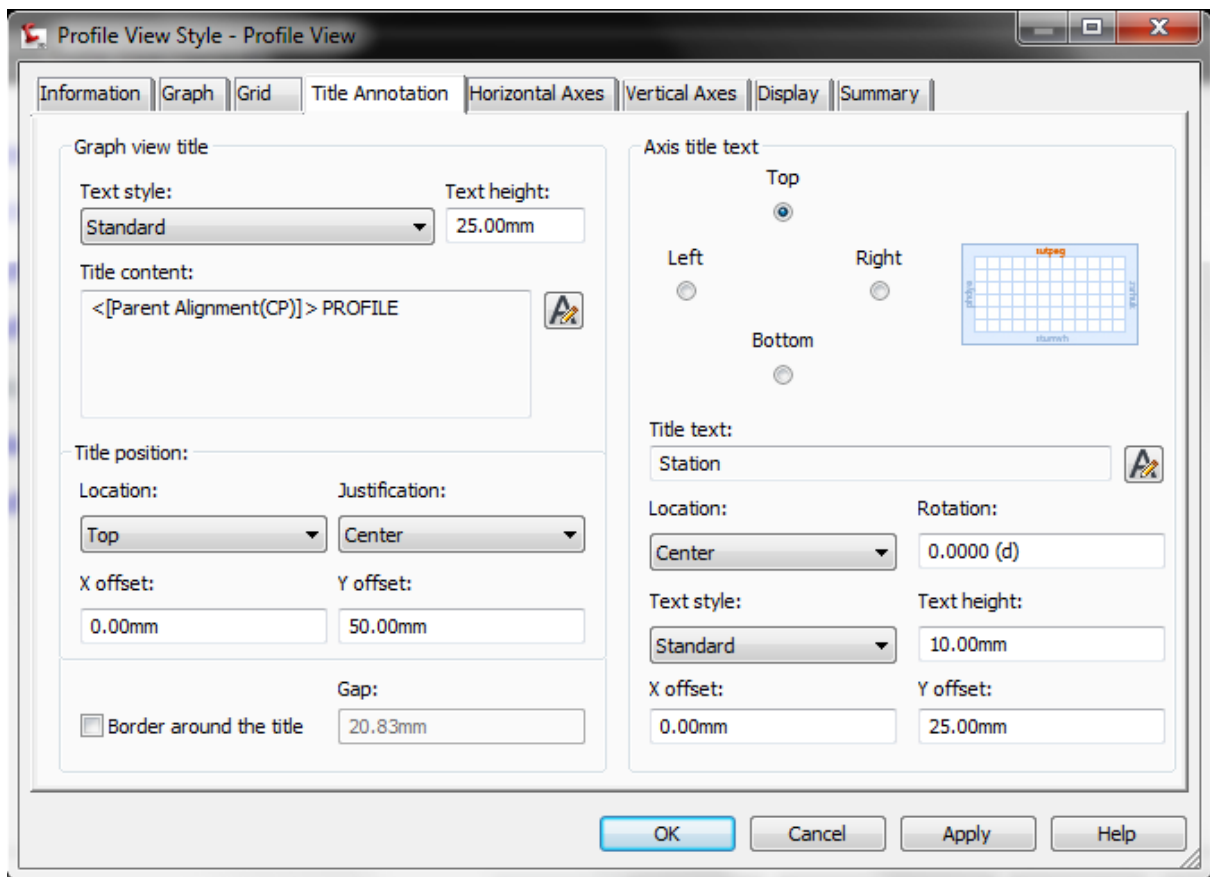 Profile View Style - Profile View
Information Graph Grid Title Annotation Horizontal Axes Vertical Axes Display Summary
Graph view title
Text style: Text height:
Standard 25.00mm
Title content:
<[Parent Alignment(CP)]> PROFILE
Title position:
Location: Justification:
Top Center
X offset: Y offset:
0.00mm 50.00mm
Gap:
Border around the title 20.83mm
Axis title text
Top
Left Right
Bottom
Title text:
Station
Location: Rotation:
Center 0.0000 (d)
Text style: Text height:
Standard 10.00mm
X offset: Y offset:
0.00mm 25.00mm
OK Cancel Apply Help